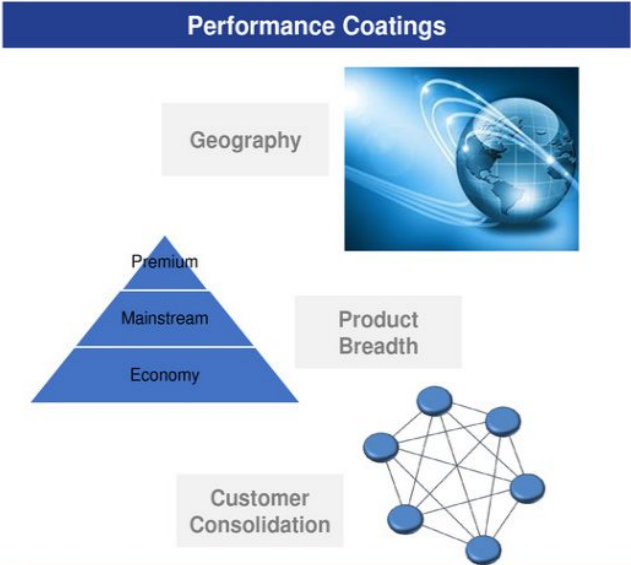 Performance Coatings
Geography
Premium
Mainstream
Economy
Product
Breadth
Customer
Consolidation